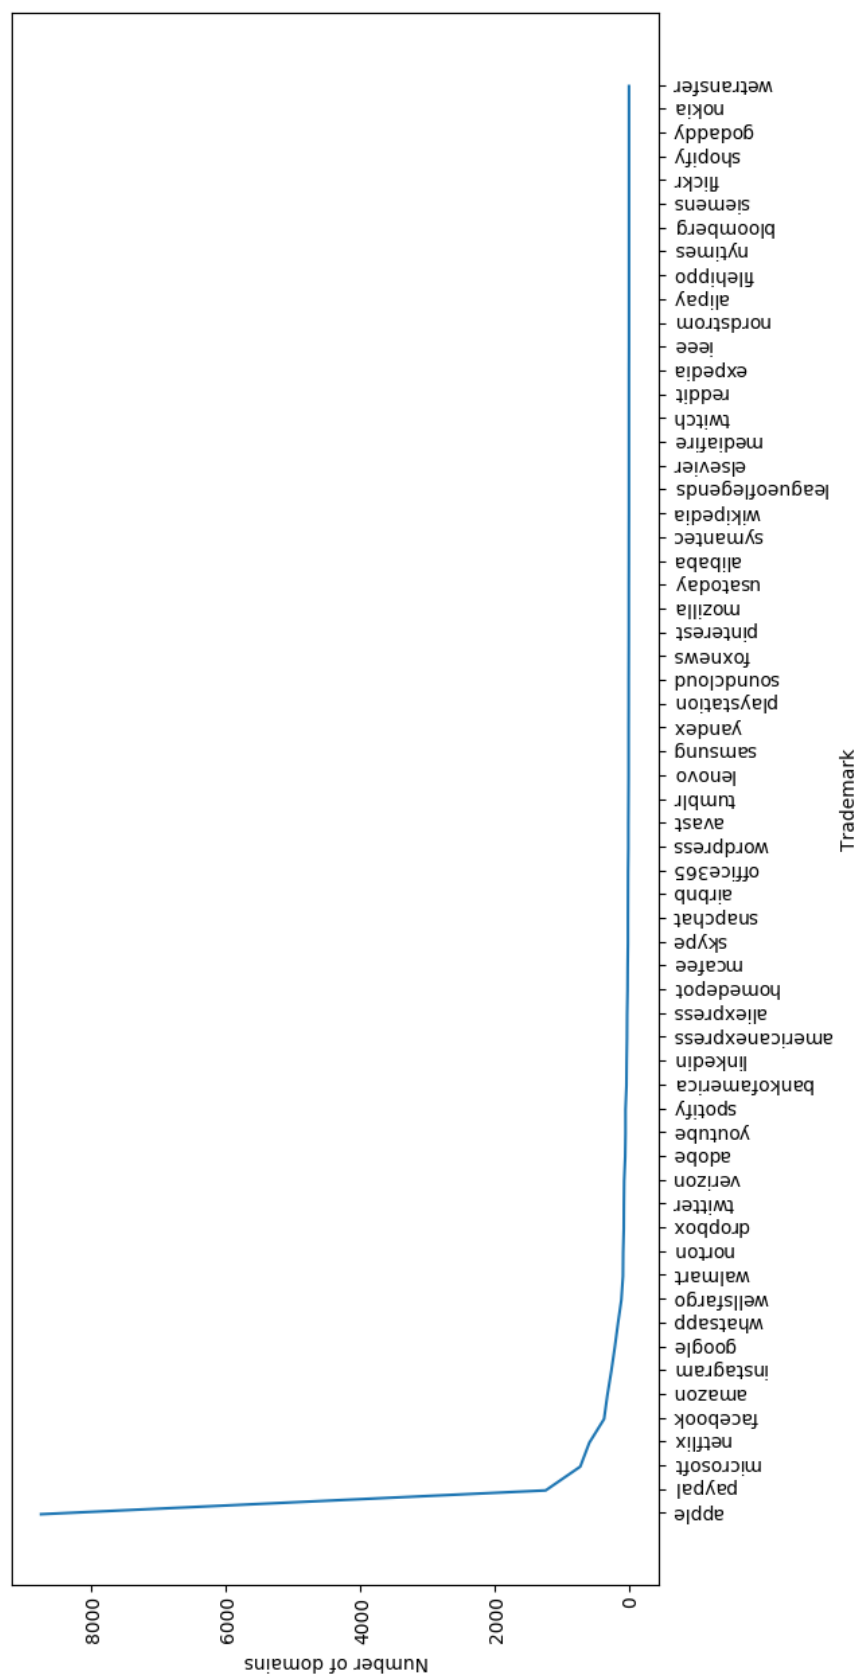 Number of domains
8000
6000
4000
2000
0
apple
paypal
microsoft
netflix
facebook
amazon
instagram
google
whatsapp
wellsfargo
walmart
norton
dropbox
twitter
verizon
adobe
youtube
spotify
bankofamerica
linkedin
americanexpress
aliexpress
homedepot
mcafee
skype
snapchat
airbnb
office365
wordpress
avast
tumblr
lenovo
samsung
yandex
playstation
soundcloud
foxnews
pinterest
mozilla
usatoday
alibaba
symantec
wikipedia
leagueoflegends
elsevier
mediafire
twitch
reddit
expedia
ieee
nordstrom
alipay
filehippo
nytimes
bloomberg
siemens
flickr
shopify
godaddy
nokia
wetransfer
Trademark